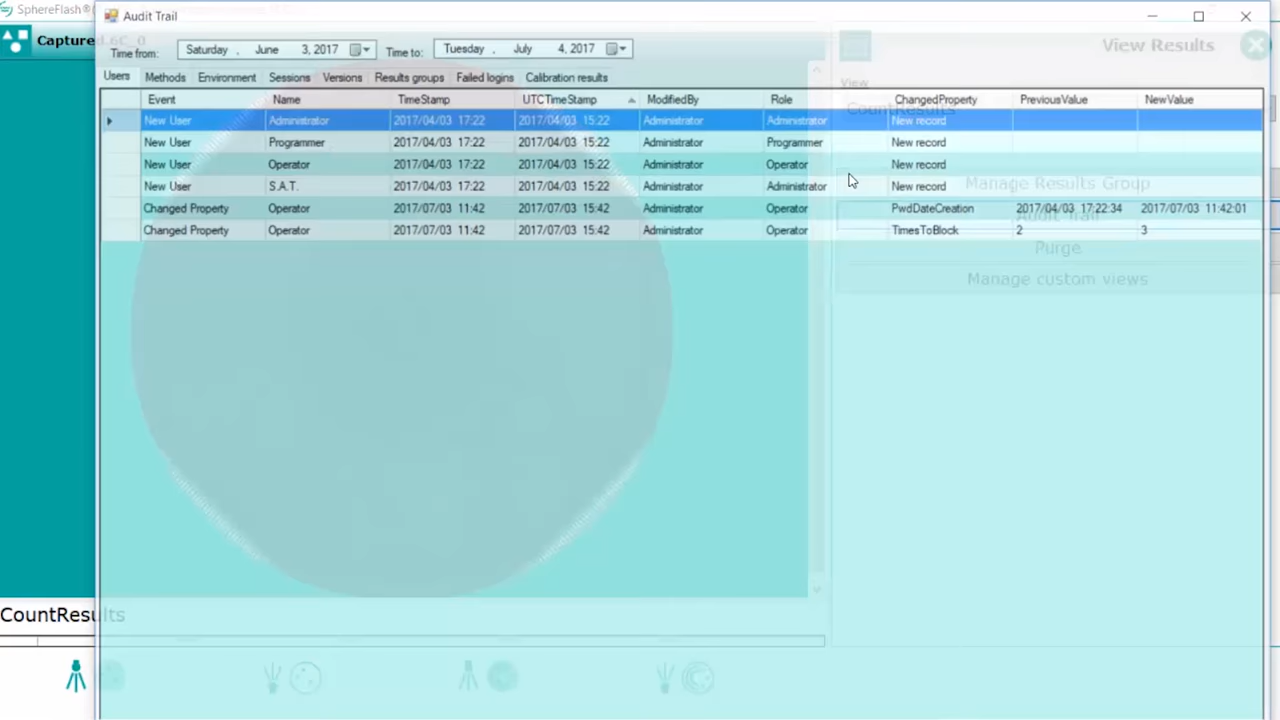 SphereFlash®
Audit Trail
Captured 6C_0
Time from: Saturday , June 3, 2017 Time to: Tuesday , July 4, 2017
View Results
Users Methods Environment Sessions Versions Results groups Failed logins Calibration results
View
Event Name TimeStamp UTCTimeStamp ModifiedBy Role ChangedProperty PreviousValue NewValue
CountResults
New User Administrator 2017/04/03 17:22 2017/04/03 15:22 Administrator Administrator New record
New User Programmer 2017/04/03 17:22 2017/04/03 15:22 Administrator Programmer New record
New User Operator 2017/04/03 17:22 2017/04/03 15:22 Administrator Operator New record
New User S.A.T. 2017/04/03 17:22 2017/04/03 15:22 Administrator Administrator New record
Manage Results Group
Changed Property Operator 2017/07/03 11:42 2017/07/03 15:42 Administrator Operator PwdDateCreation 2017/04/03 17:22:34 2017/07/03 11:42:01
Audit Trail
Changed Property Operator 2017/07/03 11:42 2017/07/03 15:42 Administrator Operator TimesToBlock 2 3
Purge
Manage custom views
CountResults